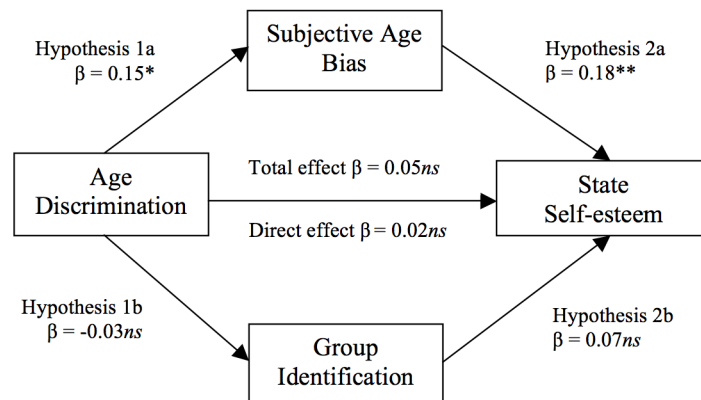 Hypothesis 1a
β = 0.15*
Subjective Age
Bias
Hypothesis 2a
β = 0.18**
Age
Discrimination
Total effect β = 0.05ns
Direct effect β = 0.02ns
State
Self-esteem
Hypothesis 1b
β = -0.03ns
Group
Identification
Hypothesis 2b
β = 0.07ns